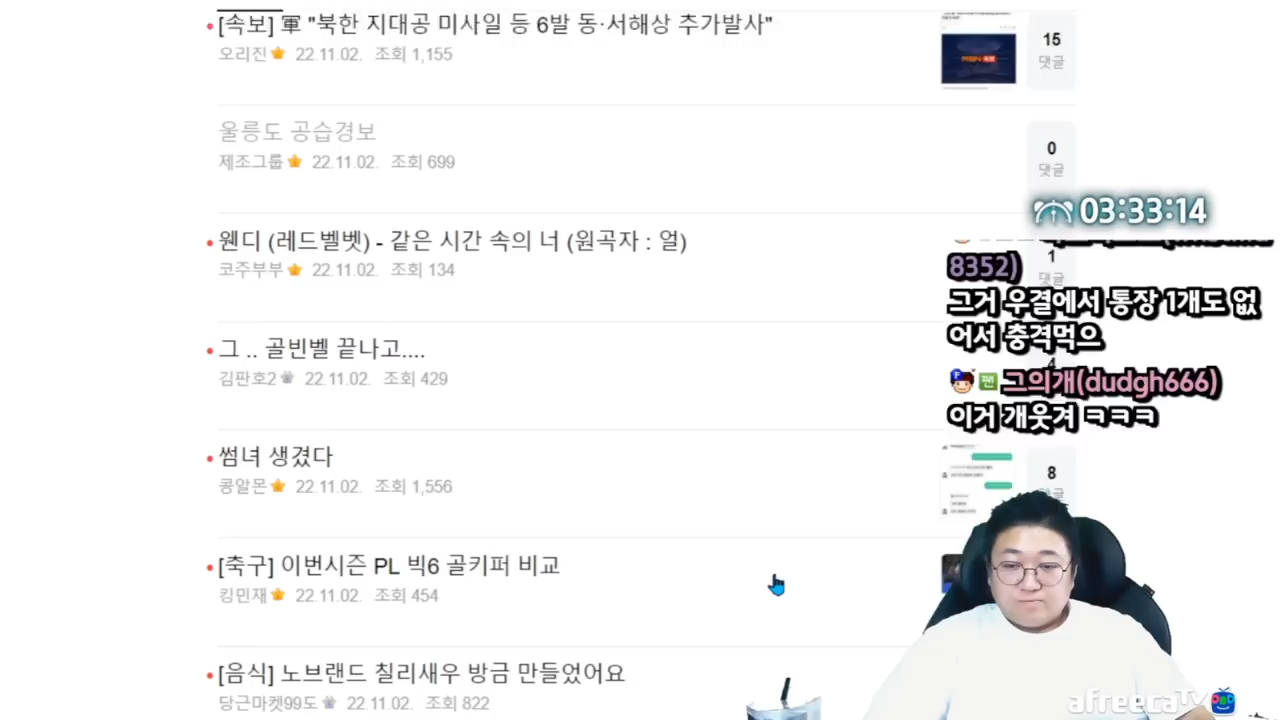 [속보] 軍 "북한 지대공 미사일 등 6발 동·서해상 추가발사"
오리진 22.11.02. 조회 1,155
15
댓글
울릉도 공습경보
제조그룹 22.11.02. 조회 699
0
댓글
03:33:14
웬디 (레드벨벳) - 같은 시간 속의 너 (원곡자 : 얼)
코주부부 22.11.02. 조회 134
1
댓글
8352)
그거 우결에서 통장 1개도 없
어서 충격먹으
그 .. 골빈벨 끝나고....
김판호2 22.11.02. 조회 429
4
그의개(dudgh666)
이거 개웃겨 ㅋㅋㅋ
썸녀 생겼다
콩알몬 22.11.02. 조회 1,556
8
댓글
[축구] 이번시즌 PL 빅6 골키퍼 비교
킹민재 22.11.02. 조회 454
[음식] 노브랜드 칠리새우 방금 만들었어요
당근마켓99도 22.11.02. 조회 822
afreecaTV